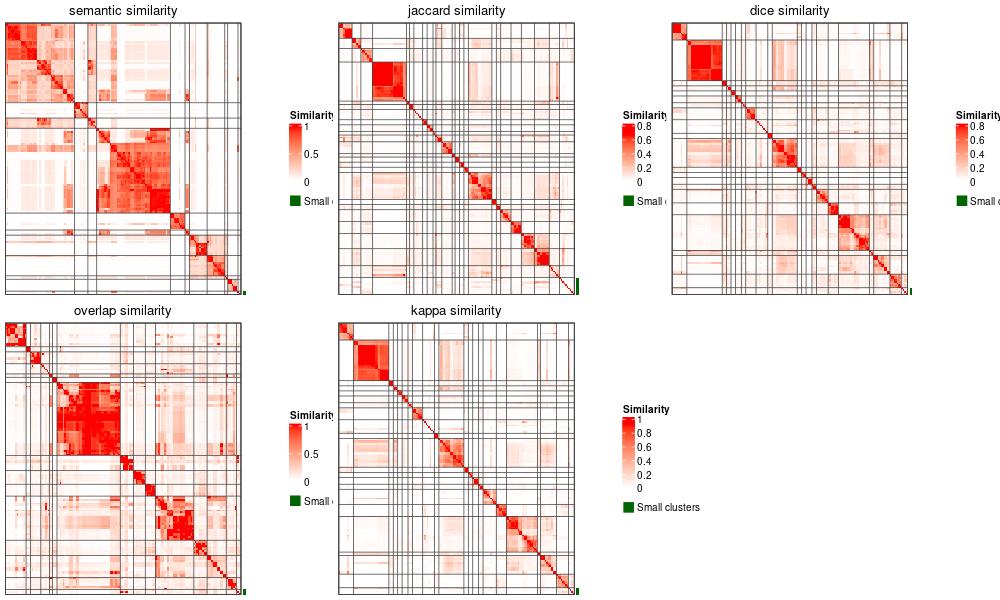 semantic similarity
Similarity
1
0.5
0
Small
jaccard similarity
Similarity
0.8
0.6
0.4
0.2
0
Small
dice similarity
Similarity
0.8
0.6
0.4
0.2
0
Small
overlap similarity
Similarity
1
0.5
0
Small
kappa similarity
Similarity
1
0.8
0.6
0.4
0.2
0
Small clusters